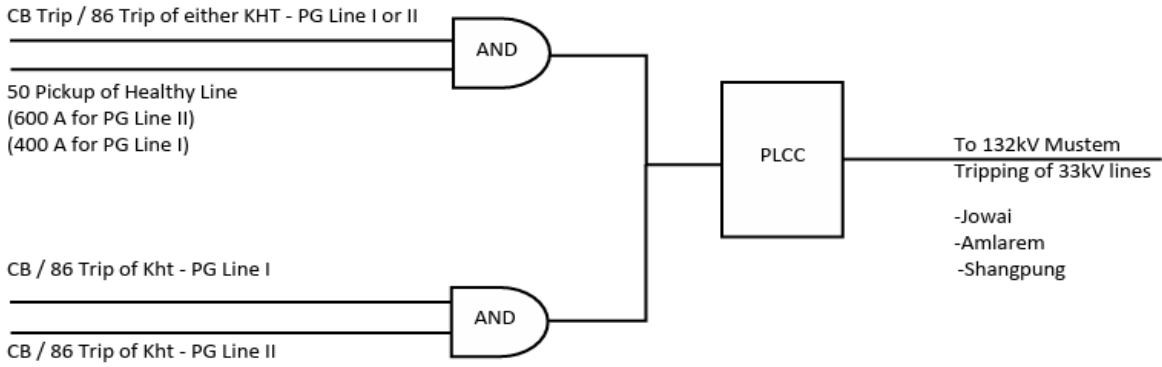 CB Trip / 86 Trip of either KHT - PG Line I or II
AND
50 Pickup of Healthy Line
(600 A for PG Line II)
(400 A for PG Line I)
PLCC
To 132kV Mustem
Tripping of 33kV lines
-Jowai
-Amlarem
-Shangpung
CB / 86 Trip of Kht - PG Line I
AND
CB / 86 Trip of Kht - PG Line II